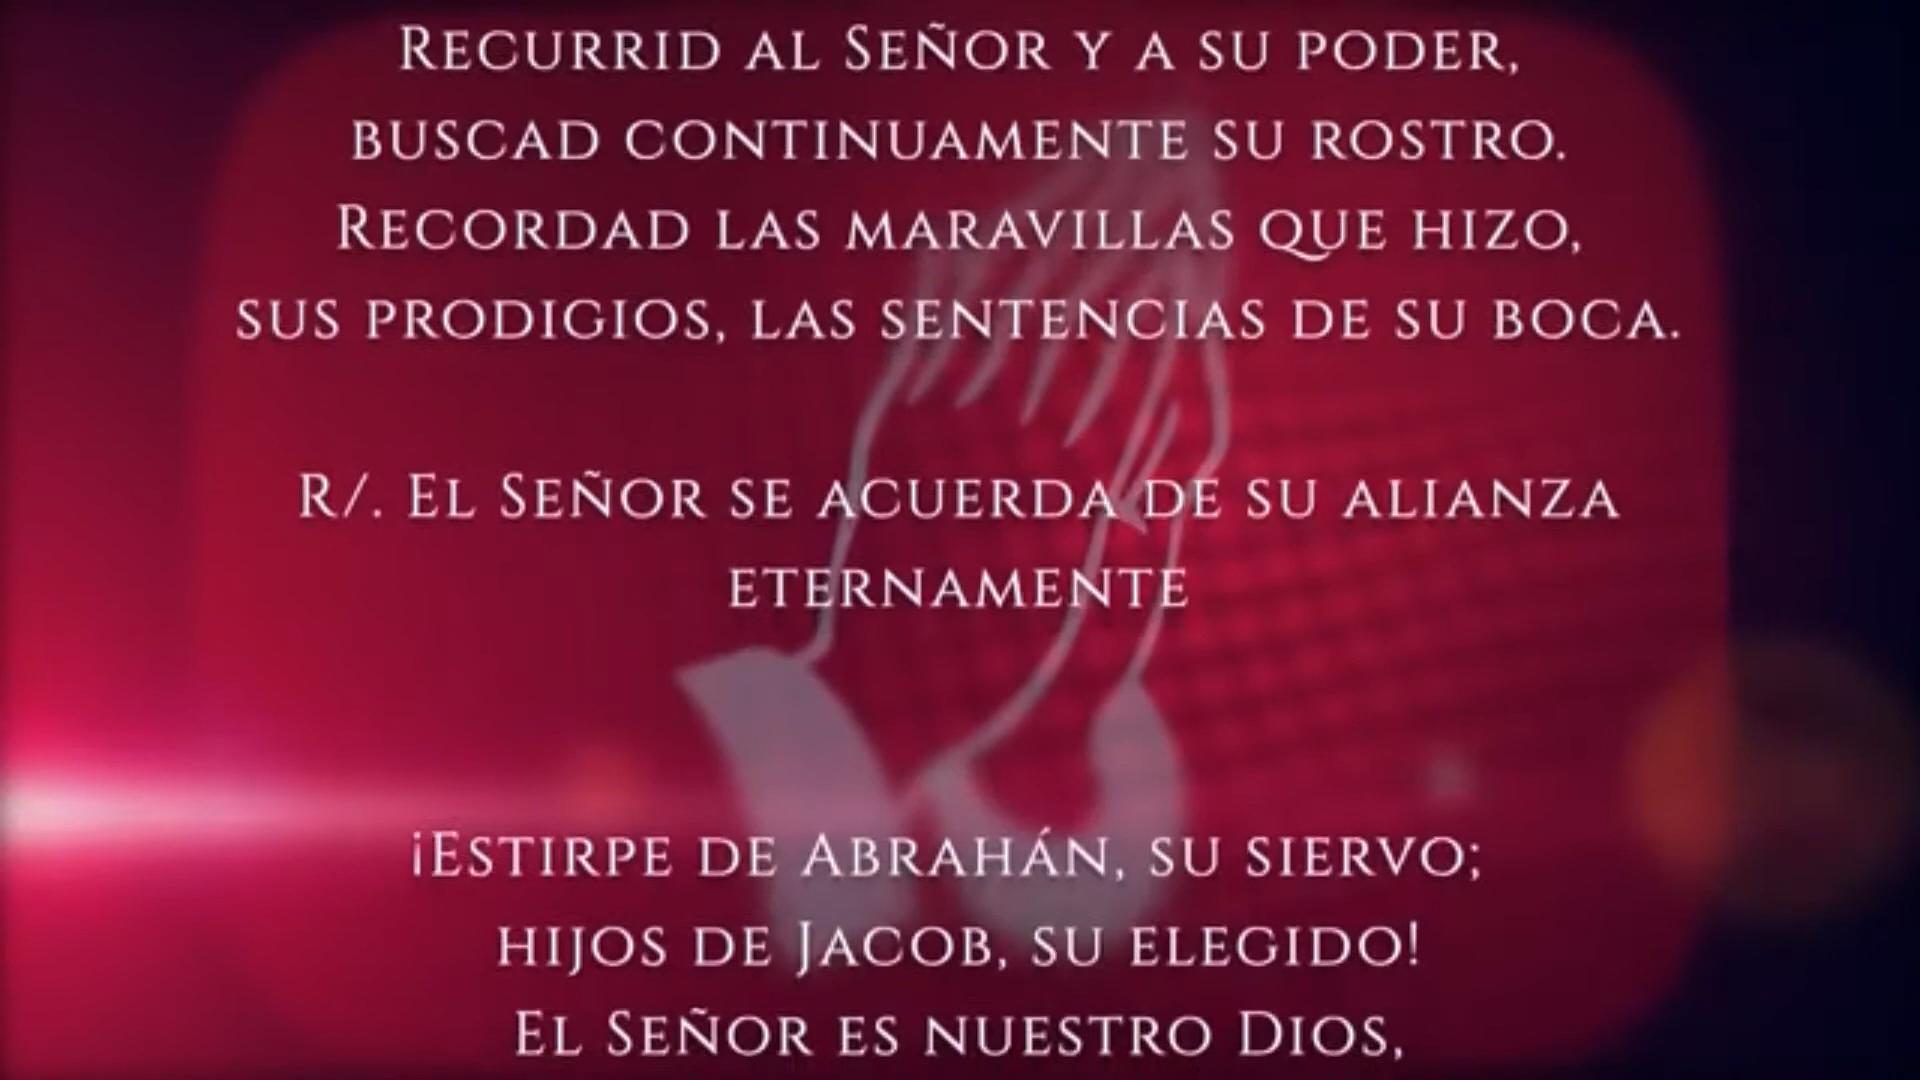 Recurrid al Señor y a su poder,
buscad continuamente su rostro.
Recordad las maravillas que hizo,
sus prodigios, las sentencias de su boca.
R/. El Señor se acuerda de su alianza
eternamente
¡Estirpe de Abrahán, su siervo;
hijos de Jacob, su elegido!
El Señor es nuestro Dios,